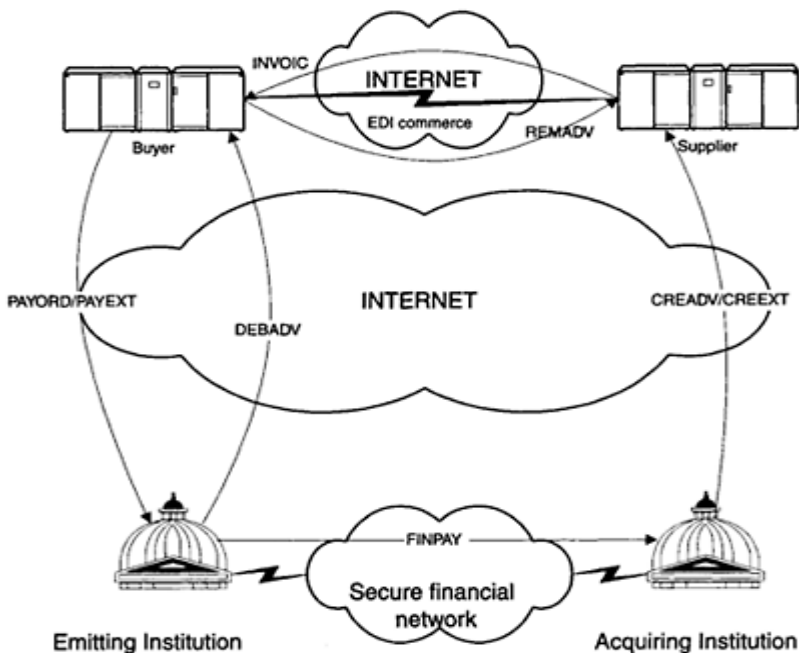 INVOIC
INTERNET
EDI commerce
REMADV
Buyer
Supplier
PAYORD/PAYEXT
INTERNET
CREADV/CREEXT
DEBADV
FINPAY
Secure financial
network
Emitting Institution
Acquiring Institution